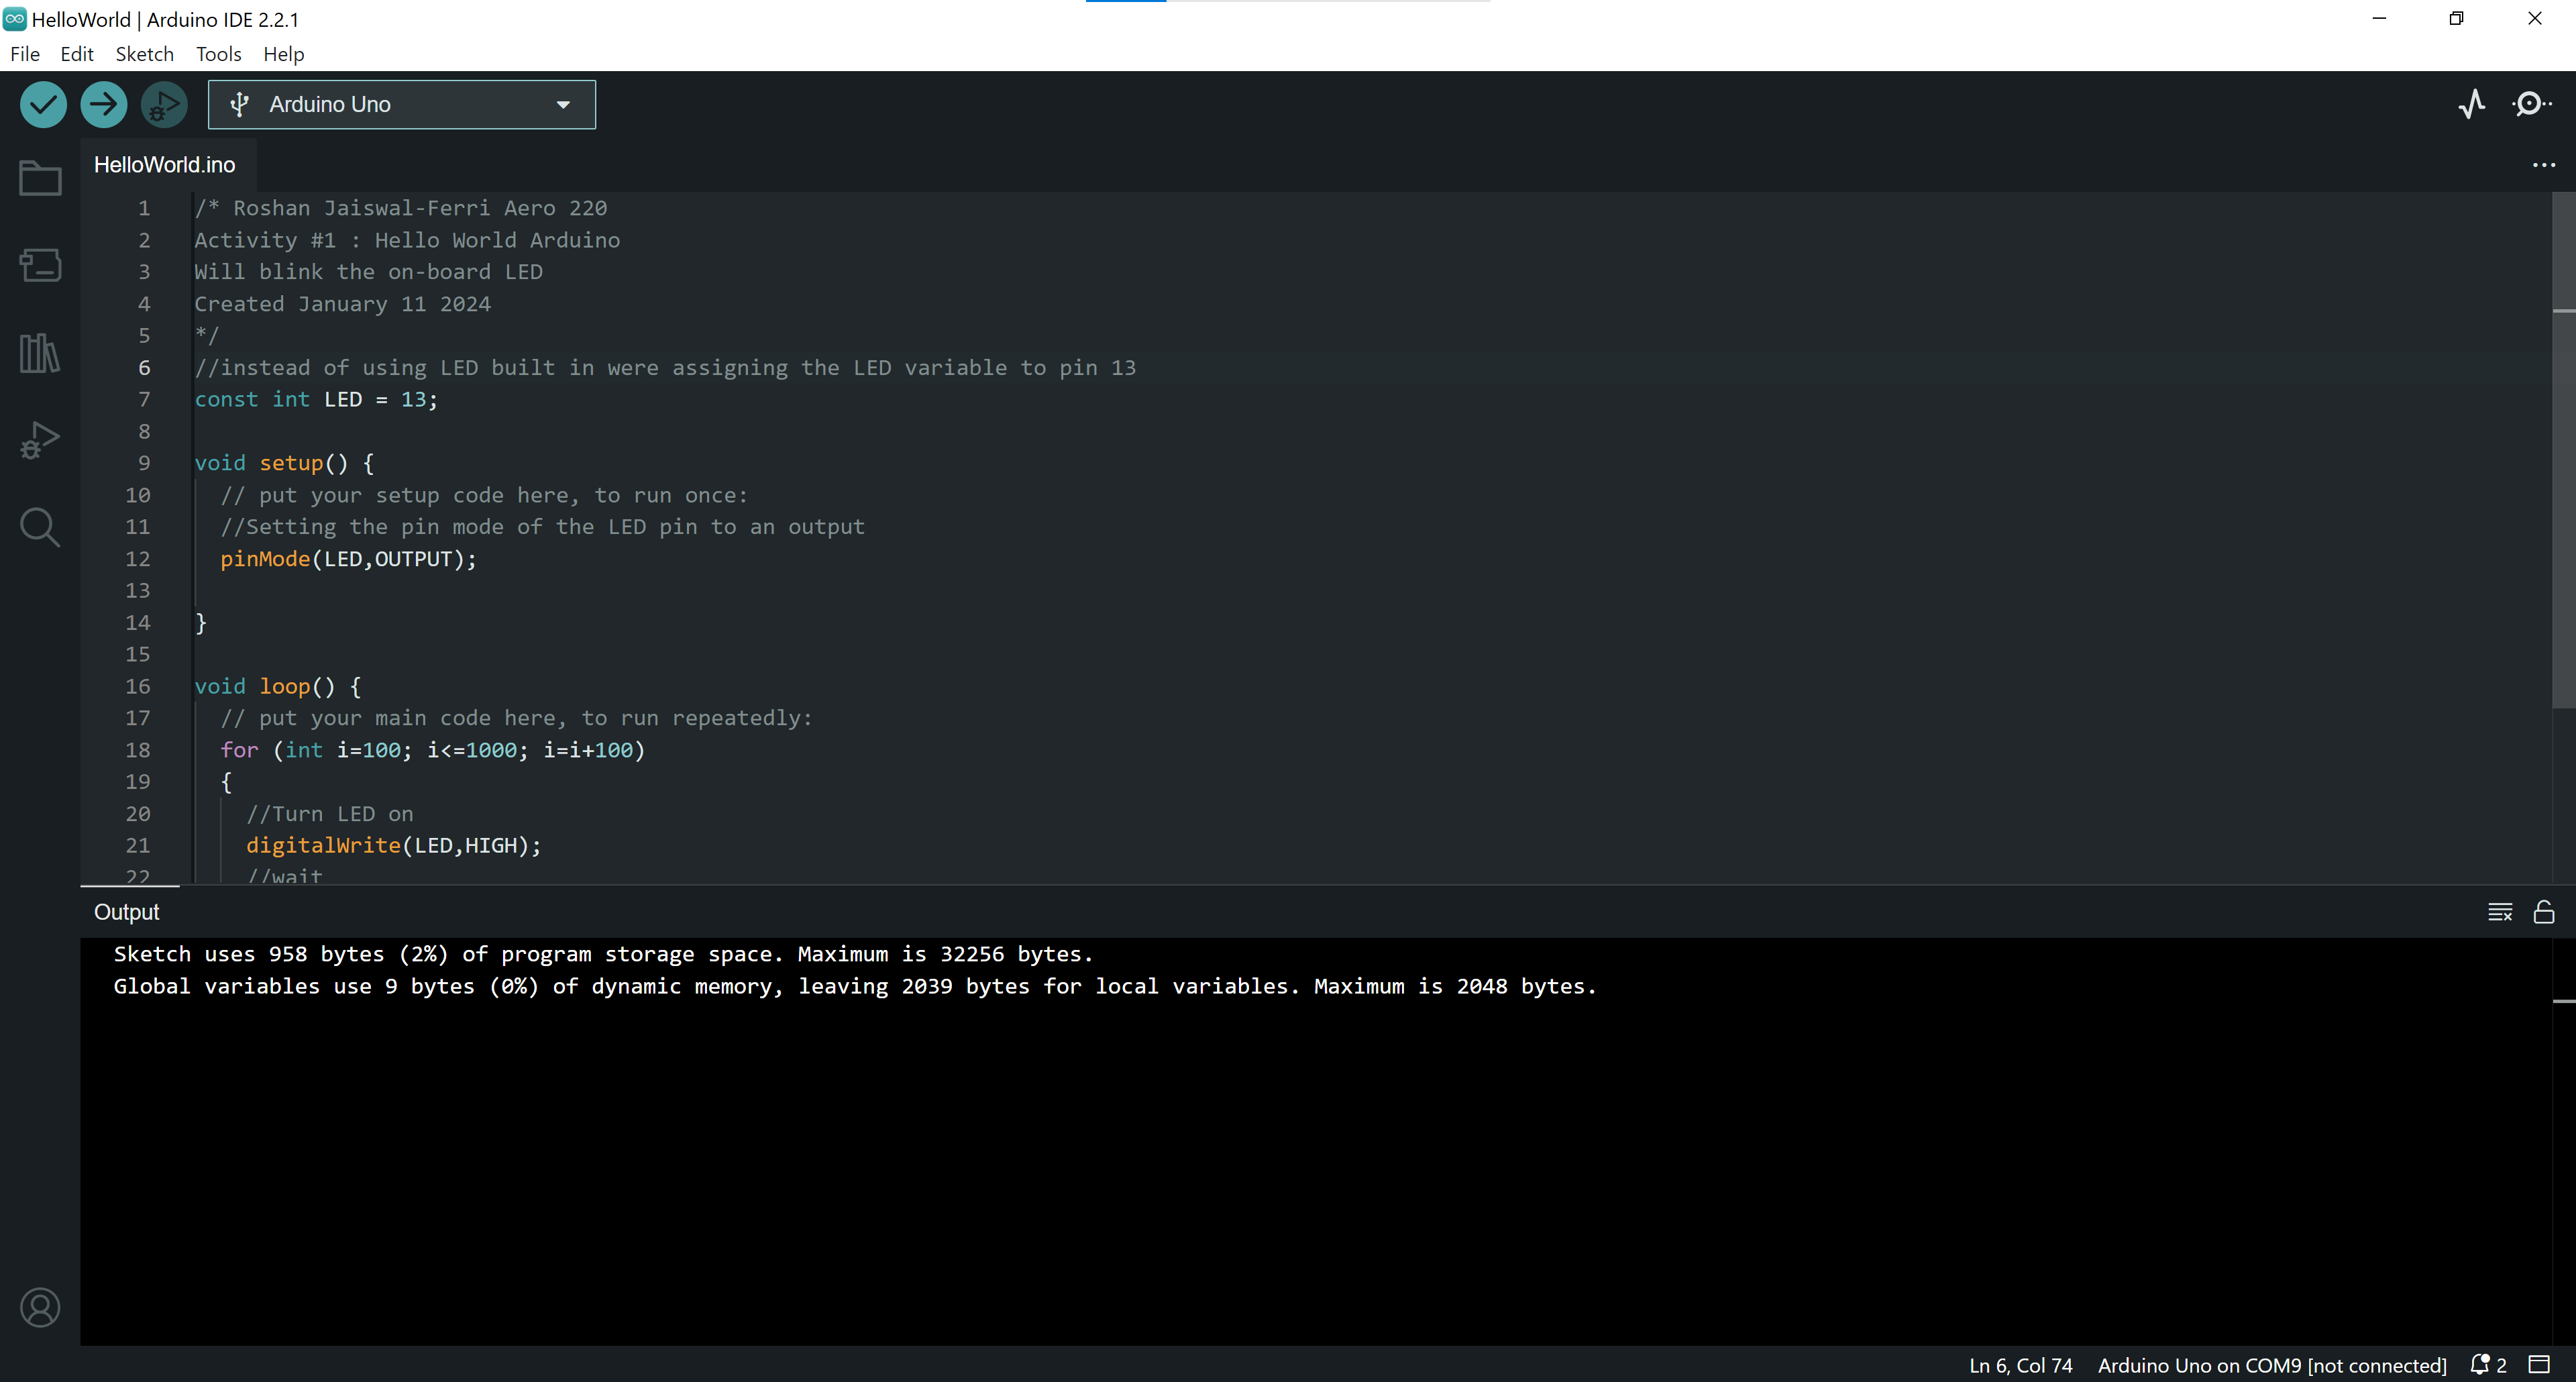 HelloWorld | Arduino IDE 2.2.1
File Edit Sketch Tools Help
Arduino Uno
HelloWorld.ino
1 /* Roshan Jaiswal-Ferri Aero 220
2 Activity #1 : Hello World Arduino
3 Will blink the on-board LED
4 Created January 11 2024
5 */
6 //instead of using LED built in were assigning the LED variable to pin 13
7 const int LED = 13;
8
9 void setup() {
10 // put your setup code here, to run once:
11 //Setting the pin mode of the LED pin to an output
12 pinMode(LED,OUTPUT);
13
14 }
15
16 void loop() {
17 // put your main code here, to run repeatedly:
18 for (int i=100; i<=1000; i=i+100)
19 {
20 //Turn LED on
21 digitalWrite(LED,HIGH);
22 //wait
Output
Sketch uses 958 bytes (2%) of program storage space. Maximum is 32256 bytes.
Global variables use 9 bytes (0%) of dynamic memory, leaving 2039 bytes for local variables. Maximum is 2048 bytes.
Ln 6, Col 74 Arduino Uno on COM9 [not connected] 2